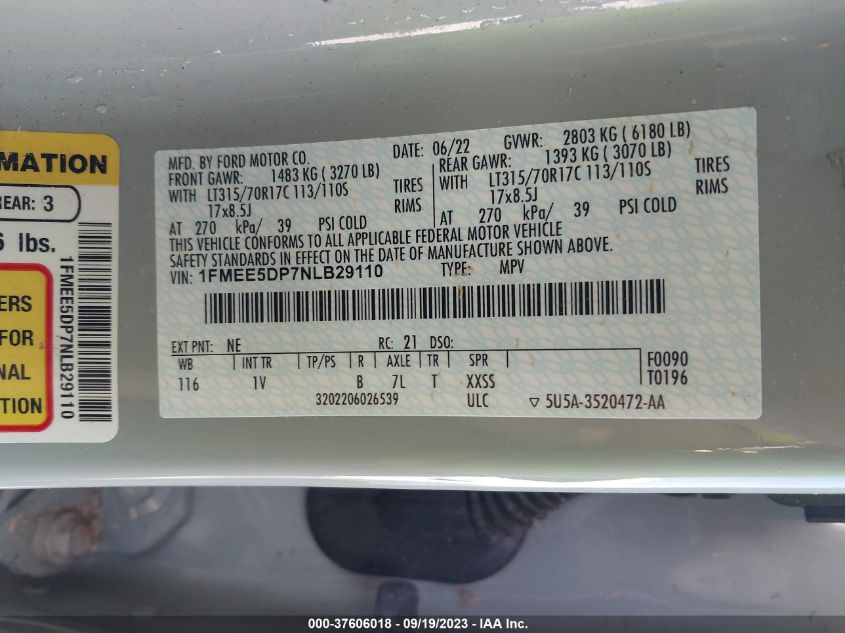 MATION
REAR: 3
lbs.
ERS
FOR
NAL
TION
1FMEE5DP7NLB29110
MFD. BY FORD MOTOR CO. DATE: 06/22 GVWR: 2803 KG ( 6180 LB)
FRONT GAWR: 1483 KG ( 3270 LB) REAR GAWR: 1393 KG ( 3070 LB)
WITH LT315/70R17C 113/110S TIRES WITH LT315/70R17C 113/110S TIRES
17x8.5J RIMS 17x8.5J RIMS
AT 270 kPa/ 39 PSI COLD AT 270 kPa/ 39 PSI COLD
THIS VEHICLE CONFORMS TO ALL APPLICABLE FEDERAL MOTOR VEHICLE
SAFETY STANDARDS IN EFFECT ON THE DATE OF MANUFACTURE SHOWN ABOVE.
VIN: 1FMEE5DP7NLB29110 TYPE: MPV
EXT PNT: NE RC: 21 DSO:
WB INT TR TP/PS R AXLE TR SPR F0090
116 1V B 7L T XXSS T0196
3202206026539 ULC ▽ 5U5A-3520472-AA
000-37606018 - 09/19/2023 - IAA Inc.